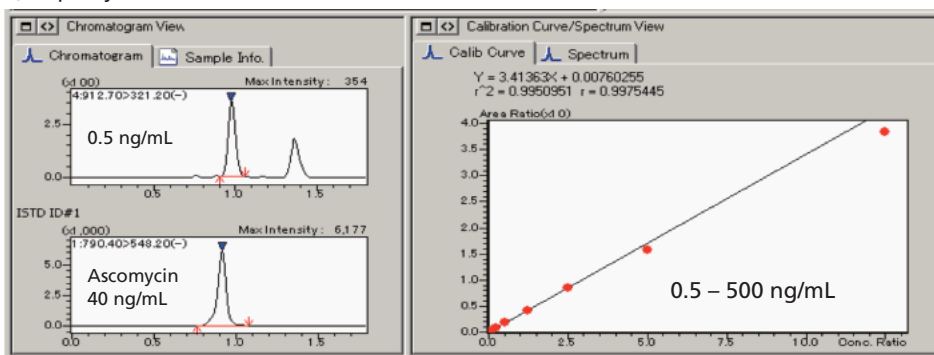 Chromatogram View
Chromatogram Sample Info.
(x1 00) Max Intensity : 354
4:912.70>321.20(-)
2.5
0.5 ng/mL
0.0
0.0 0.5 1.0 1.5
ISTD ID#1
(x1 ,000) Max Intensity : 6,177
1:790.40>548.20(-)
5.0
Ascomycin
40 ng/mL
2.5
0.0
0.0 0.5 1.0 1.5
Calibration Curve/Spectrum View
Calib Curve Spectrum
Y = 3.41363X + 0.00760255
r^2 = 0.9950951 r = 0.9975445
Area Ratio(x1 0)
4.0
3.5
3.0
2.5
2.0
1.5
1.0
0.5 – 500 ng/mL
0.5
0.0
0.0 2.5 5.0 7.5 10.0 Conc. Ratio